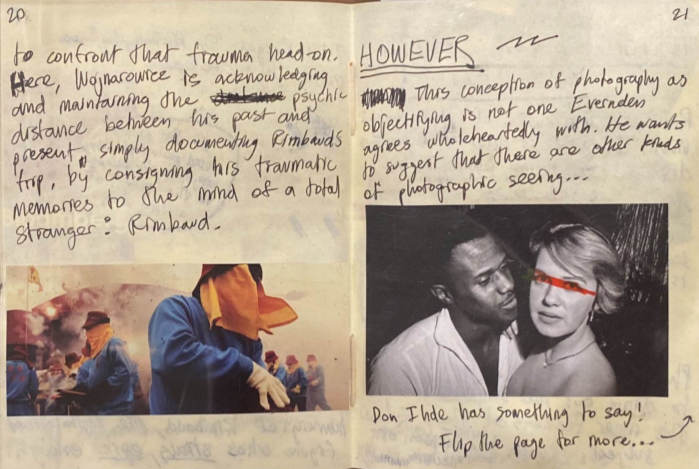 20
to confront that trauma head-on.
Here, Wojnarowice is acknowledging
and maintaining the psychic
distance between his past and
present, simply documenting Rimbauds
trip, by consigning his traumatic
memories to the mind of a total
stranger: Rimbaud.
21
HOWEVER
This conception of photography as
objectifying is not one Evernden
agrees wholeheartedly with. He wants
to suggest that there are other kinds
of photographic seeing...
Don Ihde has something to say!
Flip the page for more...